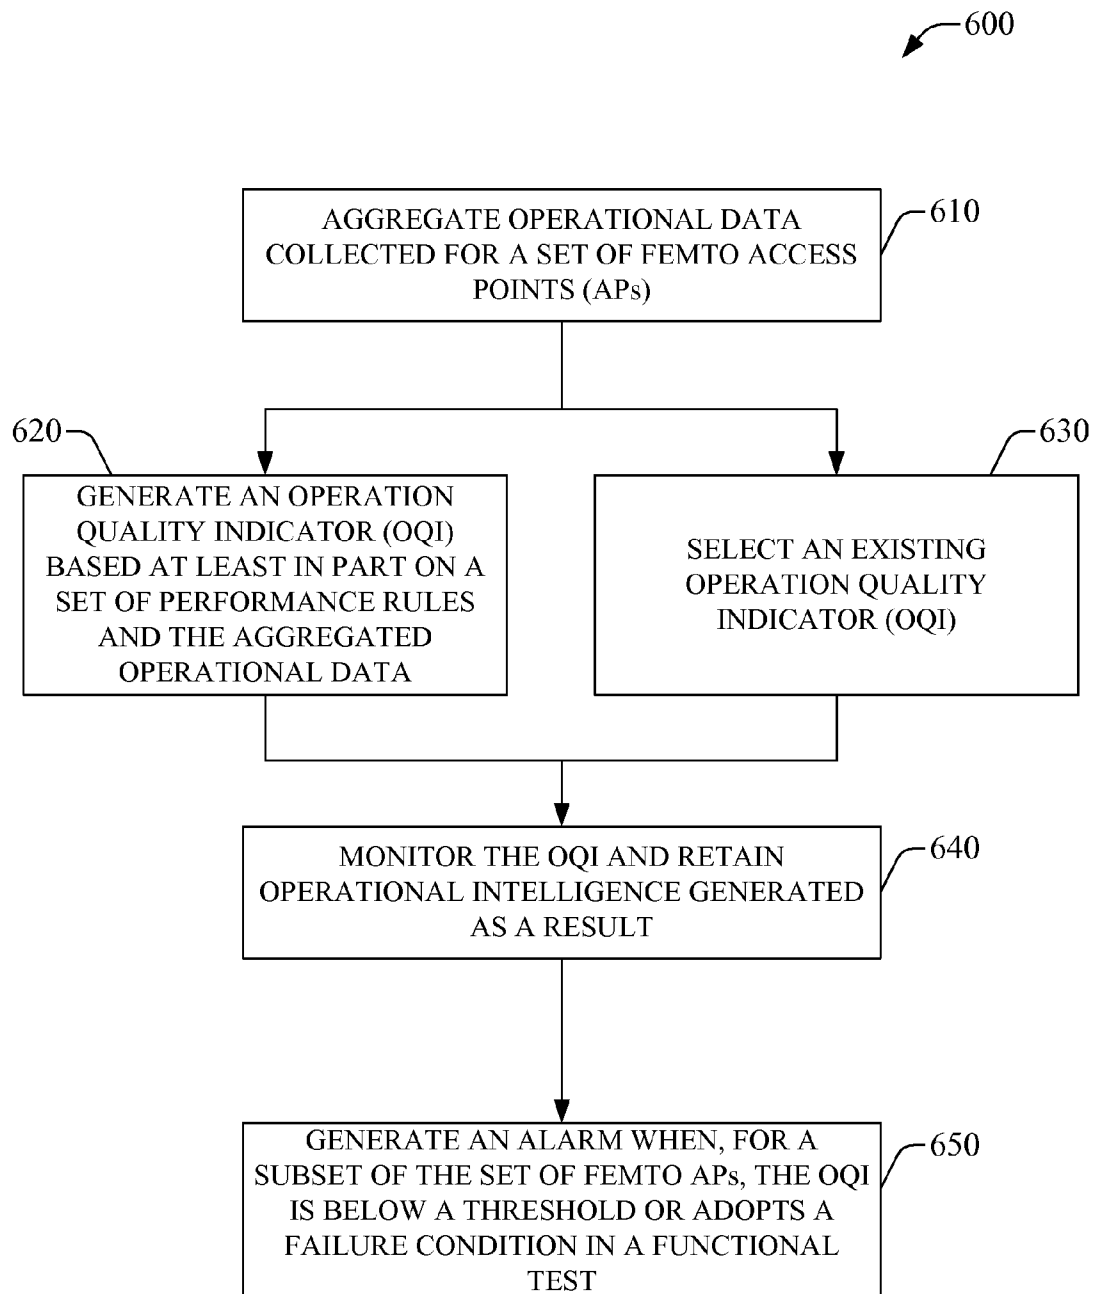 600
AGGREGATE OPERATIONAL DATA
COLLECTED FOR A SET OF FEMTO ACCESS
POINTS (APs)
610
620
GENERATE AN OPERATION
QUALITY INDICATOR (OQI)
BASED AT LEAST IN PART ON A
SET OF PERFORMANCE RULES
AND THE AGGREGATED
OPERATIONAL DATA
630
SELECT AN EXISTING
OPERATION QUALITY
INDICATOR (OQI)
MONITOR THE OQI AND RETAIN
OPERATIONAL INTELLIGENCE GENERATED
AS A RESULT
640
GENERATE AN ALARM WHEN, FOR A
SUBSET OF THE SET OF FEMTO APs, THE OQI
IS BELOW A THRESHOLD OR ADOPTS A
FAILURE CONDITION IN A FUNCTIONAL
TEST
650